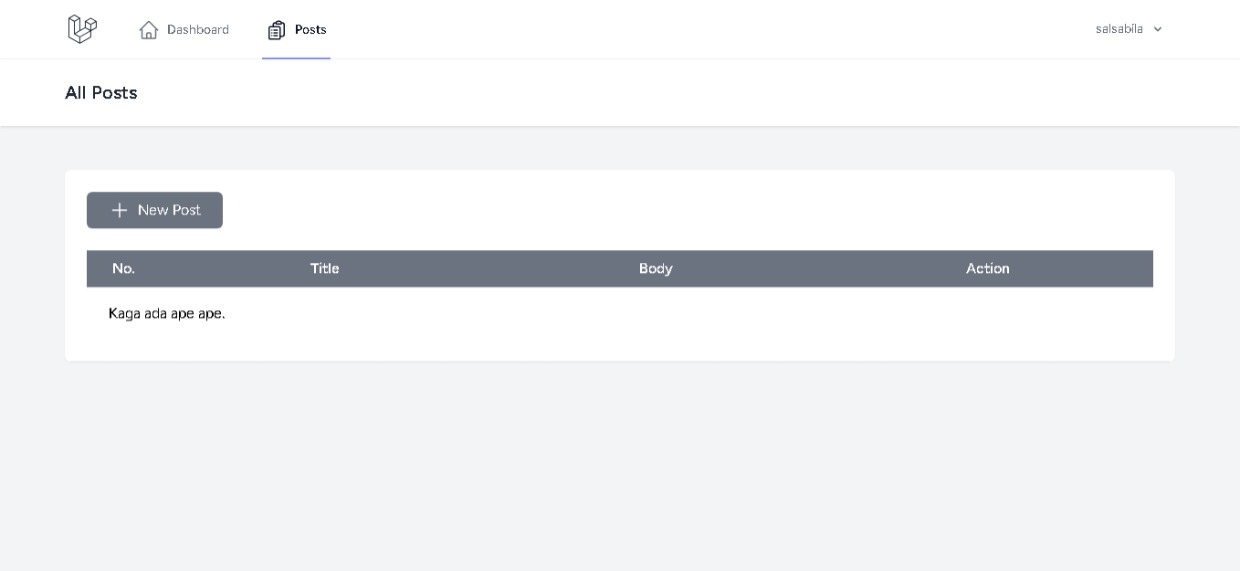 Dashboard Posts salsabila
All Posts
New Post
No. Title Body Action
Kaga ada ape ape.